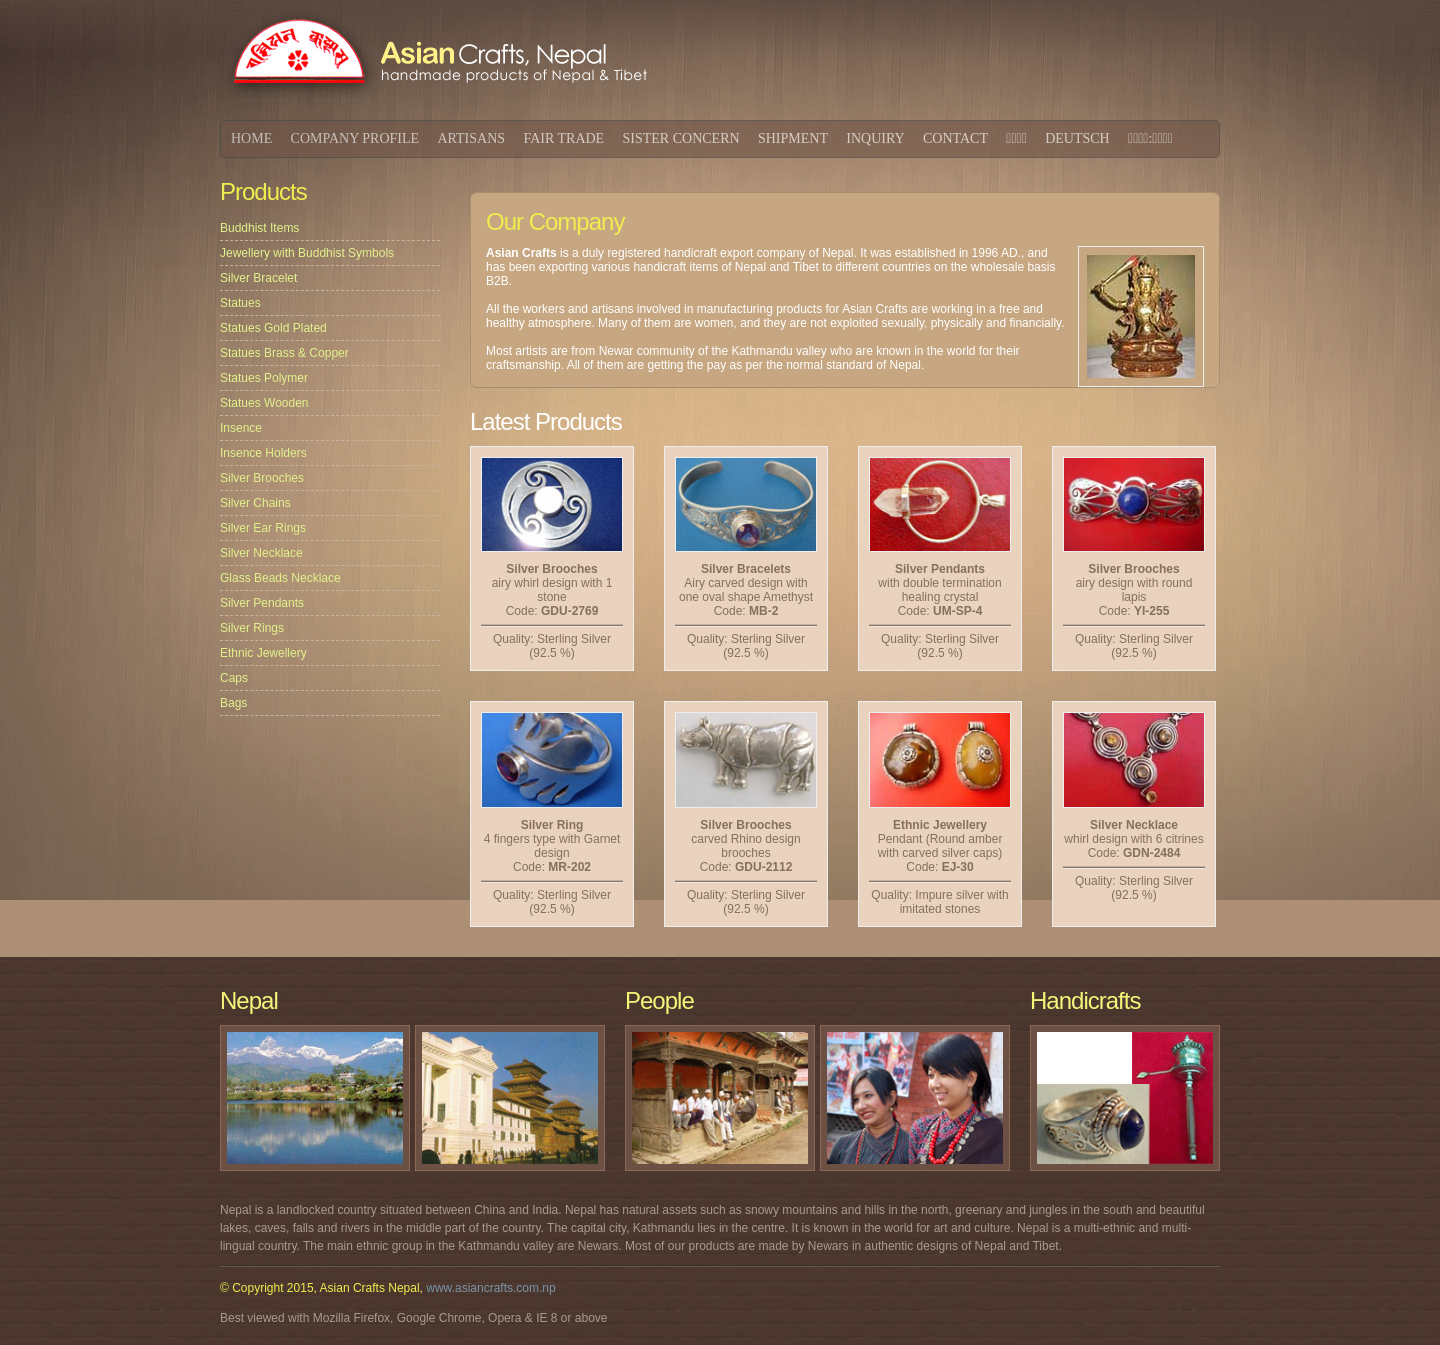 Asian Crafts, Nepal
handmade products of Nepal & Tibet
HOME COMPANY PROFILE ARTISANS FAIR TRADE SISTER CONCERN SHIPMENT INQUIRY CONTACT DEUTSCH
Products
Buddhist Items
Jewellery with Buddhist Symbols
Silver Bracelet
Statues
Statues Gold Plated
Statues Brass & Copper
Statues Polymer
Statues Wooden
Insence
Insence Holders
Silver Brooches
Silver Chains
Silver Ear Rings
Silver Necklace
Glass Beads Necklace
Silver Pendants
Silver Rings
Ethnic Jewellery
Caps
Bags
Our Company
Asian Crafts is a duly registered handicraft export company of Nepal. It was established in 1996 AD., and
has been exporting various handicraft items of Nepal and Tibet to different countries on the wholesale basis
B2B.
All the workers and artisans involved in manufacturing products for Asian Crafts are working in a free and
healthy atmosphere. Many of them are women, and they are not exploited sexually, physically and financially.
Most artists are from Newar community of the Kathmandu valley who are known in the world for their
craftsmanship. All of them are getting the pay as per the normal standard of Nepal.
Latest Products
Silver Brooches
airy whirl design with 1
stone
Code: GDU-2769
Quality: Sterling Silver
(92.5 %)
Silver Bracelets
Airy carved design with
one oval shape Amethyst
Code: MB-2
Quality: Sterling Silver
(92.5 %)
Silver Pendants
with double termination
healing crystal
Code: UM-SP-4
Quality: Sterling Silver
(92.5 %)
Silver Brooches
airy design with round
lapis
Code: YI-255
Quality: Sterling Silver
(92.5 %)
Silver Ring
4 fingers type with Garnet
design
Code: MR-202
Quality: Sterling Silver
(92.5 %)
Silver Brooches
carved Rhino design
brooches
Code: GDU-2112
Quality: Sterling Silver
(92.5 %)
Ethnic Jewellery
Pendant (Round amber
with carved silver caps)
Code: EJ-30
Quality: Impure silver with
imitated stones
Silver Necklace
whirl design with 6 citrines
Code: GDN-2484
Quality: Sterling Silver
(92.5 %)
Nepal
People
Handicrafts
Nepal is a landlocked country situated between China and India. Nepal has natural assets such as snowy mountains and hills in the north, greenary and jungles in the south and beautiful
lakes, caves, falls and rivers in the middle part of the country. The capital city, Kathmandu lies in the centre. It is known in the world for art and culture. Nepal is a multi-ethnic and multi-
lingual country. The main ethnic group in the Kathmandu valley are Newars. Most of our products are made by Newars in authentic designs of Nepal and Tibet.
© Copyright 2015, Asian Crafts Nepal, www.asiancrafts.com.np
Best viewed with Mozilla Firefox, Google Chrome, Opera & IE 8 or above